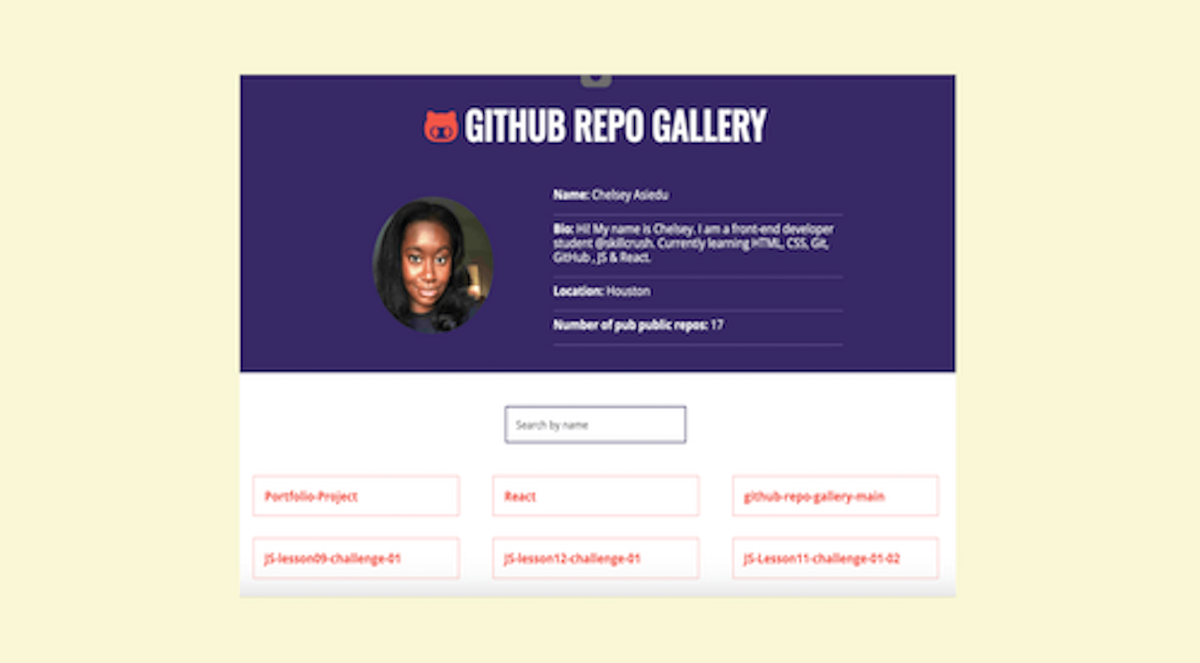 GITHUB REPO GALLERY
Name: Chelsey Asiedu
Bio: Hi! My name is Chelsey. I am a front-end developer
student @skillcrush. Currently learning HTML, CSS, Git,
GitHub , JS & React.
Location: Houston
Number of pub public repos: 17
Search by name
Portfolio-Project
React
github-repo-gallery-main
JS-lesson09-challenge-01
JS-lesson12-challenge-01
JS-Lesson11-challenge-01-02